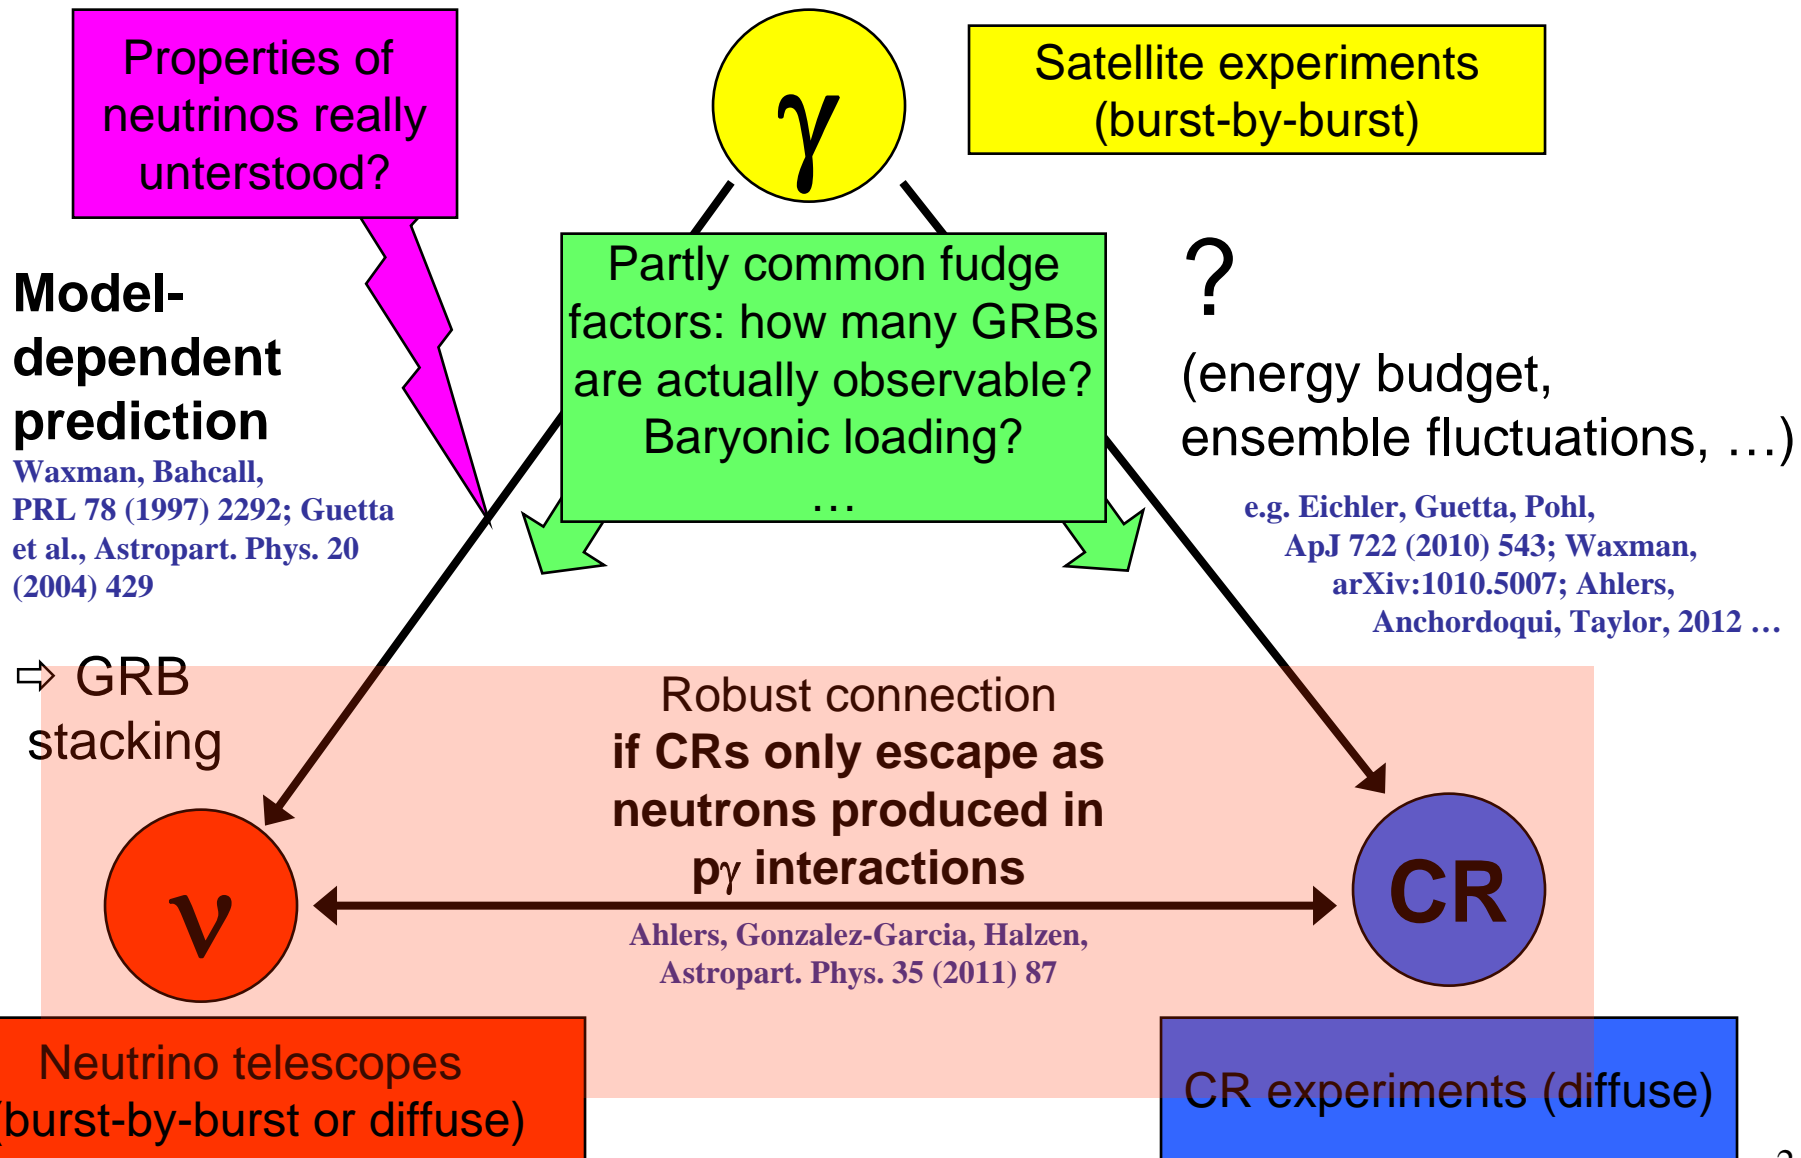 Properties of
neutrinos really
unterstood?
γ
Satellite experiments
(burst-by-burst)
Partly common fudge
factors: how many GRBs
are actually observable?
Baryonic loading?
…
Model-
dependent
prediction
Waxman, Bahcall,
PRL 78 (1997) 2292; Guetta
et al., Astropart. Phys. 20
(2004) 429
⇨ GRB
stacking
?
(energy budget,
ensemble fluctuations, …)
e.g. Eichler, Guetta, Pohl,
ApJ 722 (2010) 543; Waxman,
arXiv:1010.5007; Ahlers,
Anchordoqui, Taylor, 2012 …
Robust connection
if CRs only escape as
neutrons produced in
pγ interactions
ν
CR
Ahlers, Gonzalez-Garcia, Halzen,
Astropart. Phys. 35 (2011) 87
Neutrino telescopes
(burst-by-burst or diffuse)
CR experiments (diffuse)